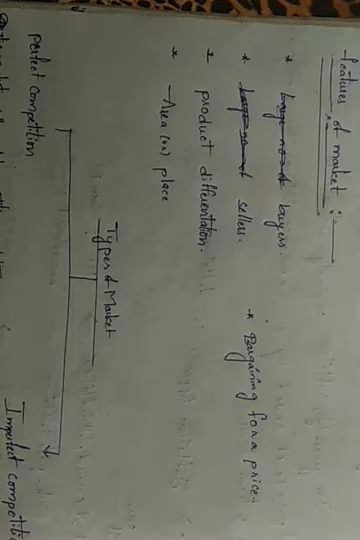 Features of market :-
* buyers.
* sellers. * Bargaining for a price.
* product differentiation.
* Area (or) place
Types of Market
perfect competition Imperfect competiti